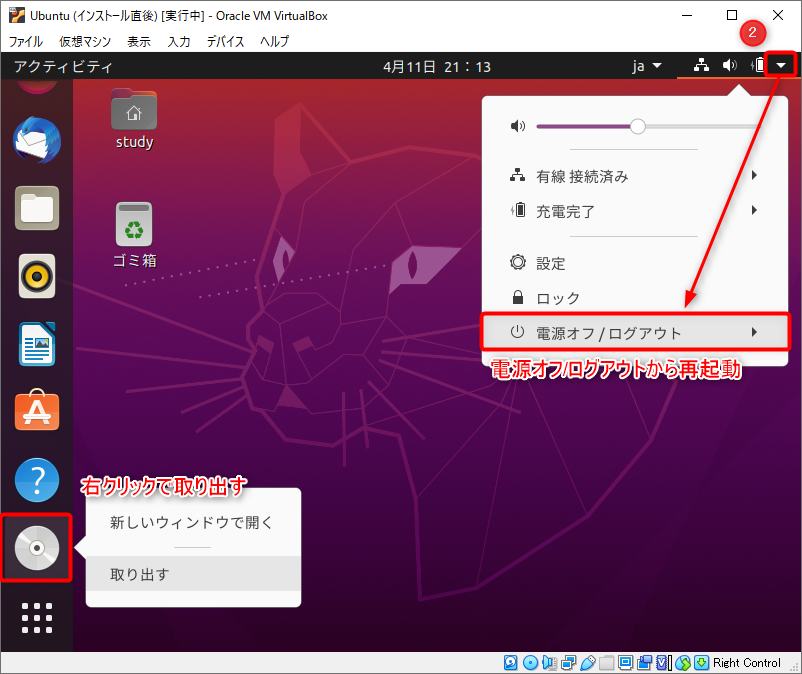 Ubuntu (インストール直後) [実行中] - Oracle VM VirtualBox
ファイル 仮想マシン 表示 入力 デバイス ヘルプ
2
アクティビティ 4月11日 21：13 ja
study
ゴミ箱
有線 接続済み
充電完了
設定
ロック
電源オフ / ログアウト
電源オフ/ログアウトから再起動
右クリックで取り出す
新しいウィンドウで開く
取り出す
?
Right Control